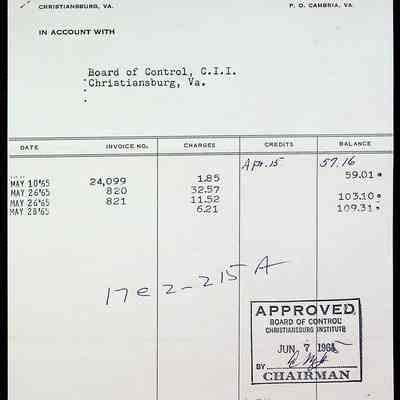 CHRISTIANSBURG, VA. P. O. CAMBRIA, VA.
IN ACCOUNT WITH
Board of Control, C.I.I.
Christiansburg, Va.
DATE INVOICE NO. CHARGES CREDITS BALANCE
Apr. 15 57.16
MAY 10'65 24,099 1.85 59.01
MAY 26'65 820 32.57
MAY 26'65 821 11.52 103.10
MAY 28'65 6.21 109.31
17e2-215A
APPROVED
BOARD OF CONTROL
CHRISTIANSBURG INSTITUTE
JUN 7 1965
BY
CHAIRMAN